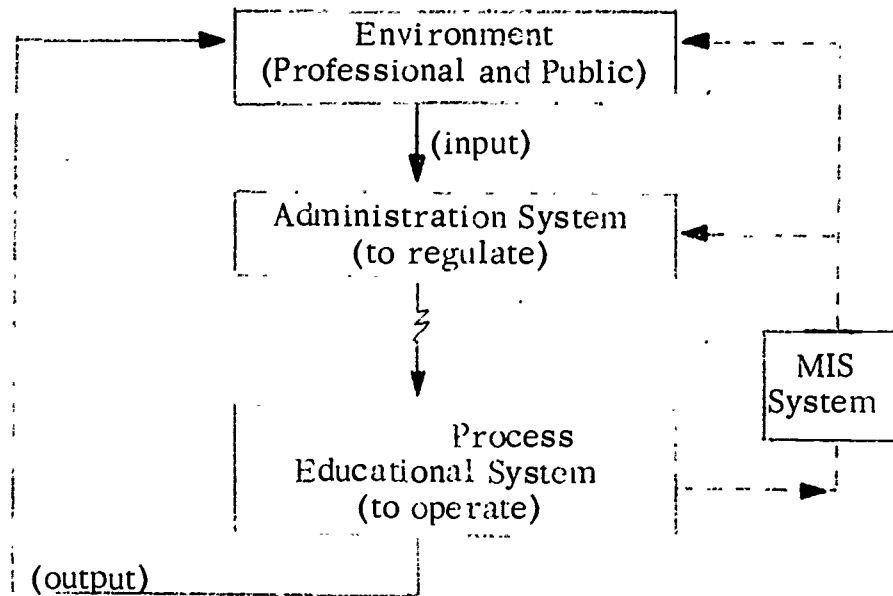 Environment
(Professional and Public)
(input)
Administration System
(to regulate)
MIS
System
Process
Educational System
(to operate)
(output)